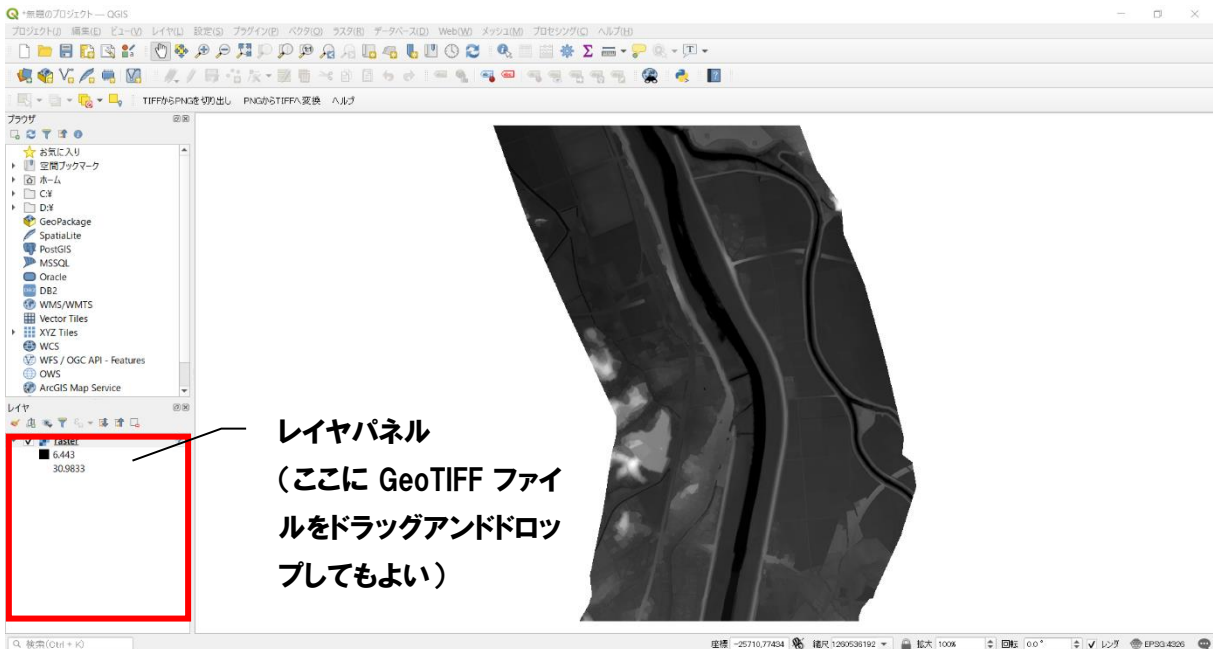 *無題のプロジェクト — QGIS
プロジェクト(J) 編集(E) ビュー(V) レイヤ(L) 設定(S) プラグイン(P) ベクタ(O) ラスタ(R) データベース(D) Web(W) メッシュ(M) プロセシング(C) ヘルプ(H)
TIFFからPNGを切り出し PNGからTIFFへ変換 ヘルプ
ブラウザ
お気に入り
空間ブックマーク
ホーム
C:¥
D:¥
GeoPackage
SpatiaLite
PostGIS
MSSQL
Oracle
DB2
WMS/WMTS
Vector Tiles
XYZ Tiles
WCS
WFS / OGC API - Features
OWS
ArcGIS Map Service
レイヤ
raster
6.443
30.9833
レイヤパネル
（ここに GeoTIFF ファイ
ルをドラッグアンドドロッ
プしてもよい）
検索(Ctrl + K)
座標 -25710,77434 縮尺 1:260536192 拡大 100% 回転 0.0° レンダ EPSG:4326